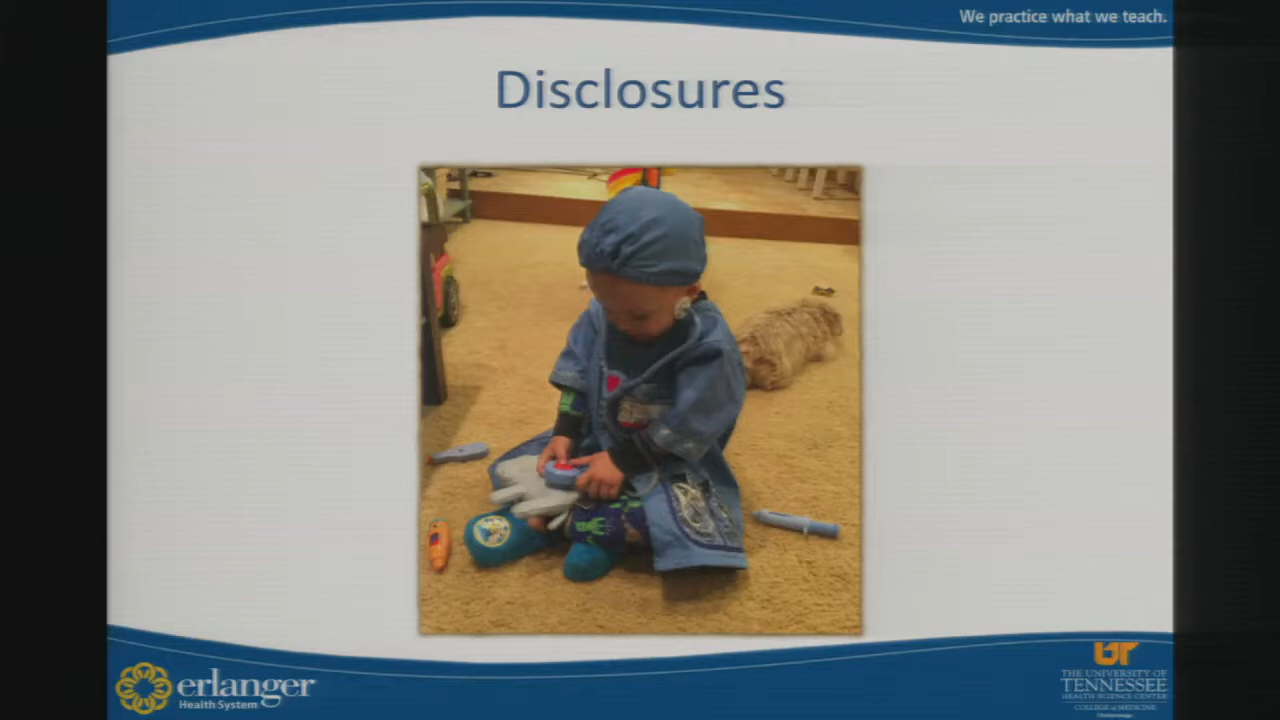 We practice what we teach.
Disclosures
erlanger
Health System
UT
THE UNIVERSITY OF
TENNESSEE
HEALTH SCIENCE CENTER
COLLEGE of MEDICINE